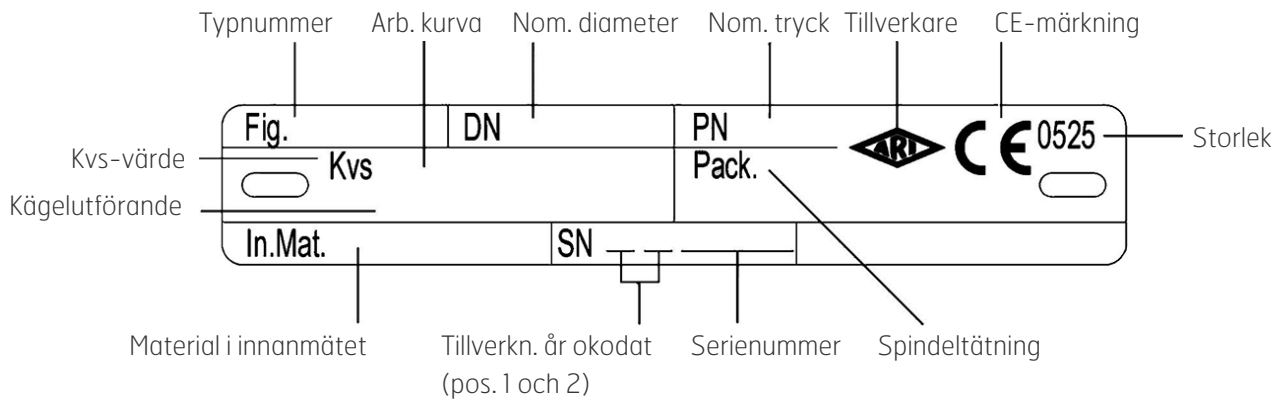 Typnummer
Arb. kurva
Nom. diameter
Nom. tryck
Tillverkare
CE-märkning
Fig.
DN
PN
ARI
CE 0525
Storlek
Kvs-värde
Kvs
Pack.
Kägelutförande
In.Mat.
SN
Material i innanmätet
Tillverkn. år okodat
(pos. 1 och 2)
Serienummer
Spindeltätning